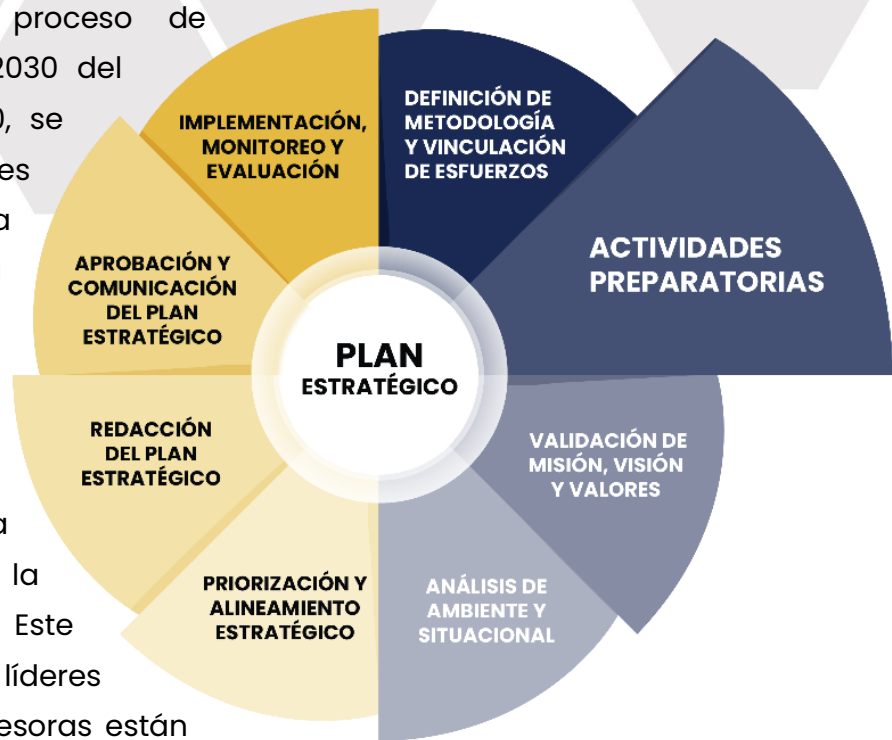 proceso de
2030 del
, se
es
a
a
la
Este
líderes
esoras están
DEFINICIÓN DE
METODOLOGÍA
Y VINCULACIÓN
DE ESFUERZOS
ACTIVIDADES
PREPARATORIAS
VALIDACIÓN DE
MISIÓN, VISIÓN
Y VALORES
ANÁLISIS DE
AMBIENTE Y
SITUACIONAL
PRIORIZACIÓN Y
ALINEAMIENTO
ESTRATÉGICO
REDACCIÓN
DEL PLAN
ESTRATÉGICO
APROBACIÓN Y
COMUNICACIÓN
DEL PLAN
ESTRATÉGICO
IMPLEMENTACIÓN,
MONITOREO Y
EVALUACIÓN
PLAN
ESTRATÉGICO